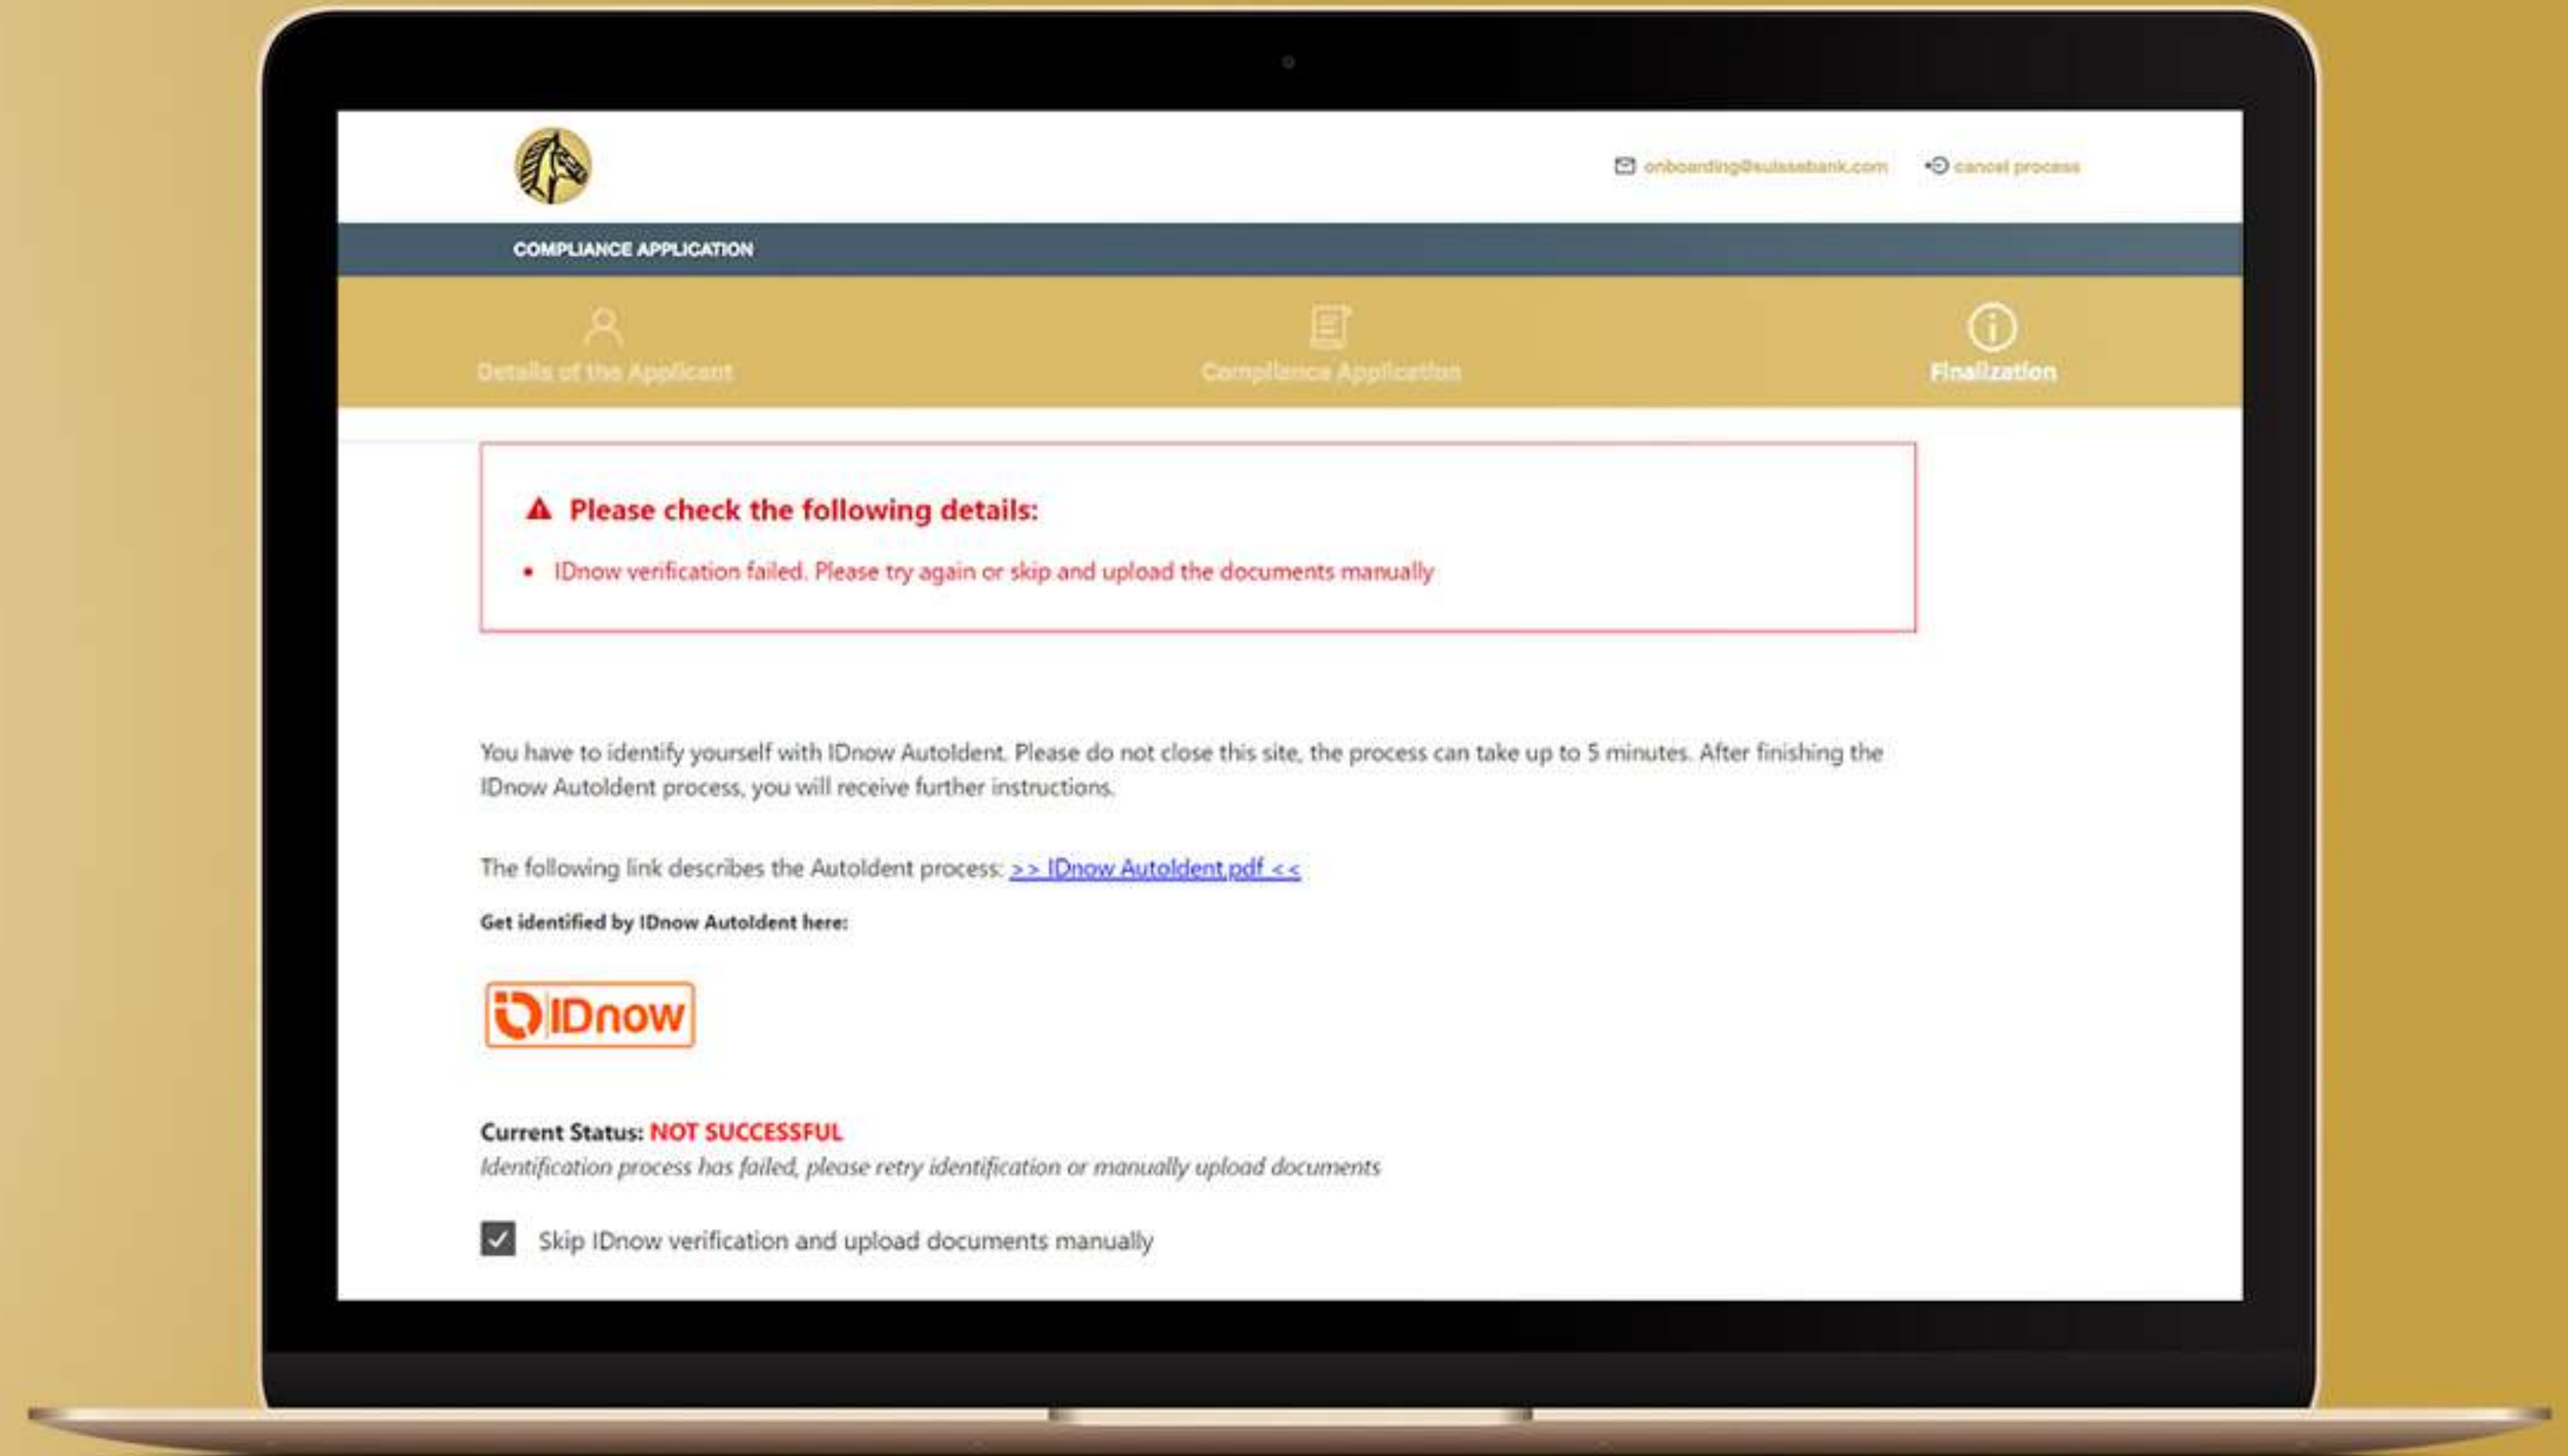 onboarding@suissebank.com
cancel process
COMPLIANCE APPLICATION
Details of the Applicant
Compliance Application
Finalization
Please check the following details:
• IDnow verification failed. Please try again or skip and upload the documents manually
You have to identify yourself with IDnow AutoIdent. Please do not close this site, the process can take up to 5 minutes. After finishing the
IDnow AutoIdent process, you will receive further instructions.
The following link describes the AutoIdent process: >> IDnow AutoIdent.pdf <<
Get identified by IDnow AutoIdent here:
IDnow
Current Status: NOT SUCCESSFUL
Identification process has failed, please retry identification or manually upload documents
Skip IDnow verification and upload documents manually